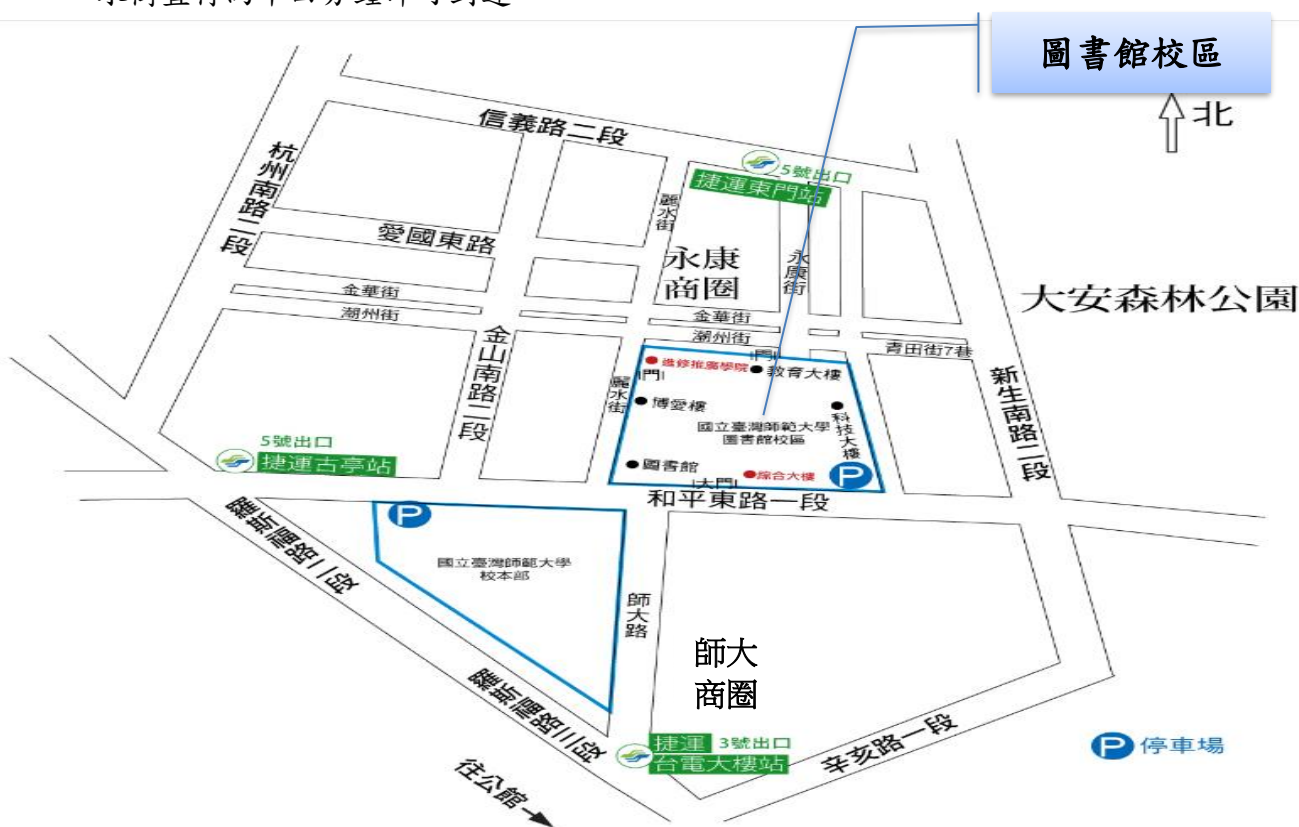 圖書館校區
北
信義路二段
5號出口
捷運東門站
杭州南路二段
麗水街
愛國東路
永康
商圈
永康街
大安森林公園
金華街
金華街
潮州街
潮州街
青田街7巷
金山南路二段
新生南路二段
進修推廣學院
門
教育大樓
門
麗水街
博愛樓
科技大樓
國立臺灣師範大學
圖書館校區
5號出口
捷運古亭站
圖書館
綜合大樓
P
大門
和平東路一段
P
羅斯福路二段
國立臺灣師範大學
校本部
師大路
師大
商圈
羅斯福路三段
捷運 3號出口
台電大樓站
辛亥路一段
P 停車場
往公館